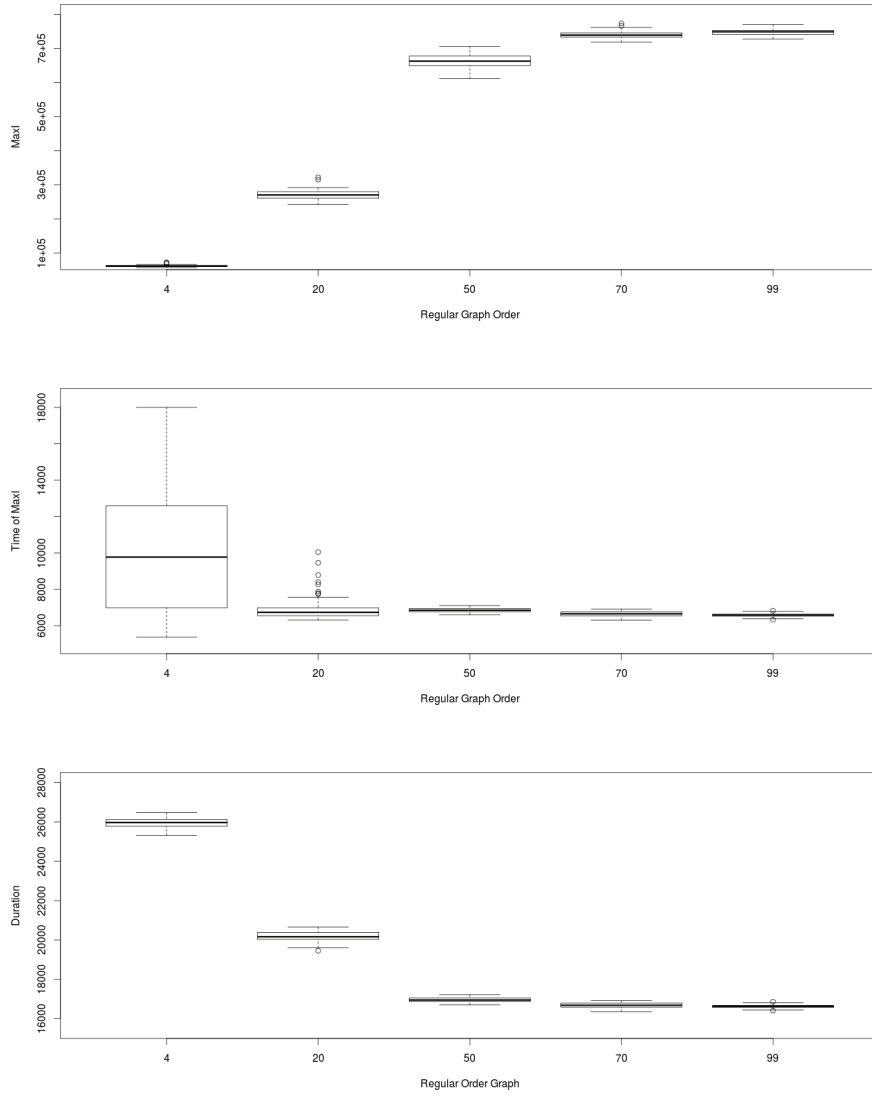 7e+05
5e+05
3e+05
1e+05
MaxI
4 20 50 70 99
Regular Graph Order
18000
14000
10000
8000
6000
Time of MaxI
4 20 50 70 99
Regular Graph Order
28000
26000
24000
22000
20000
18000
16000
Duration
4 20 50 70 99
Regular Order Graph